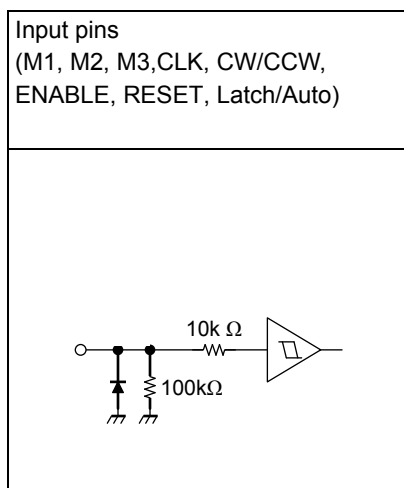 Input pins
(M1, M2, M3,CLK, CW/CCW,
ENABLE, RESET, Latch/Auto)
10k Ω
100kΩ